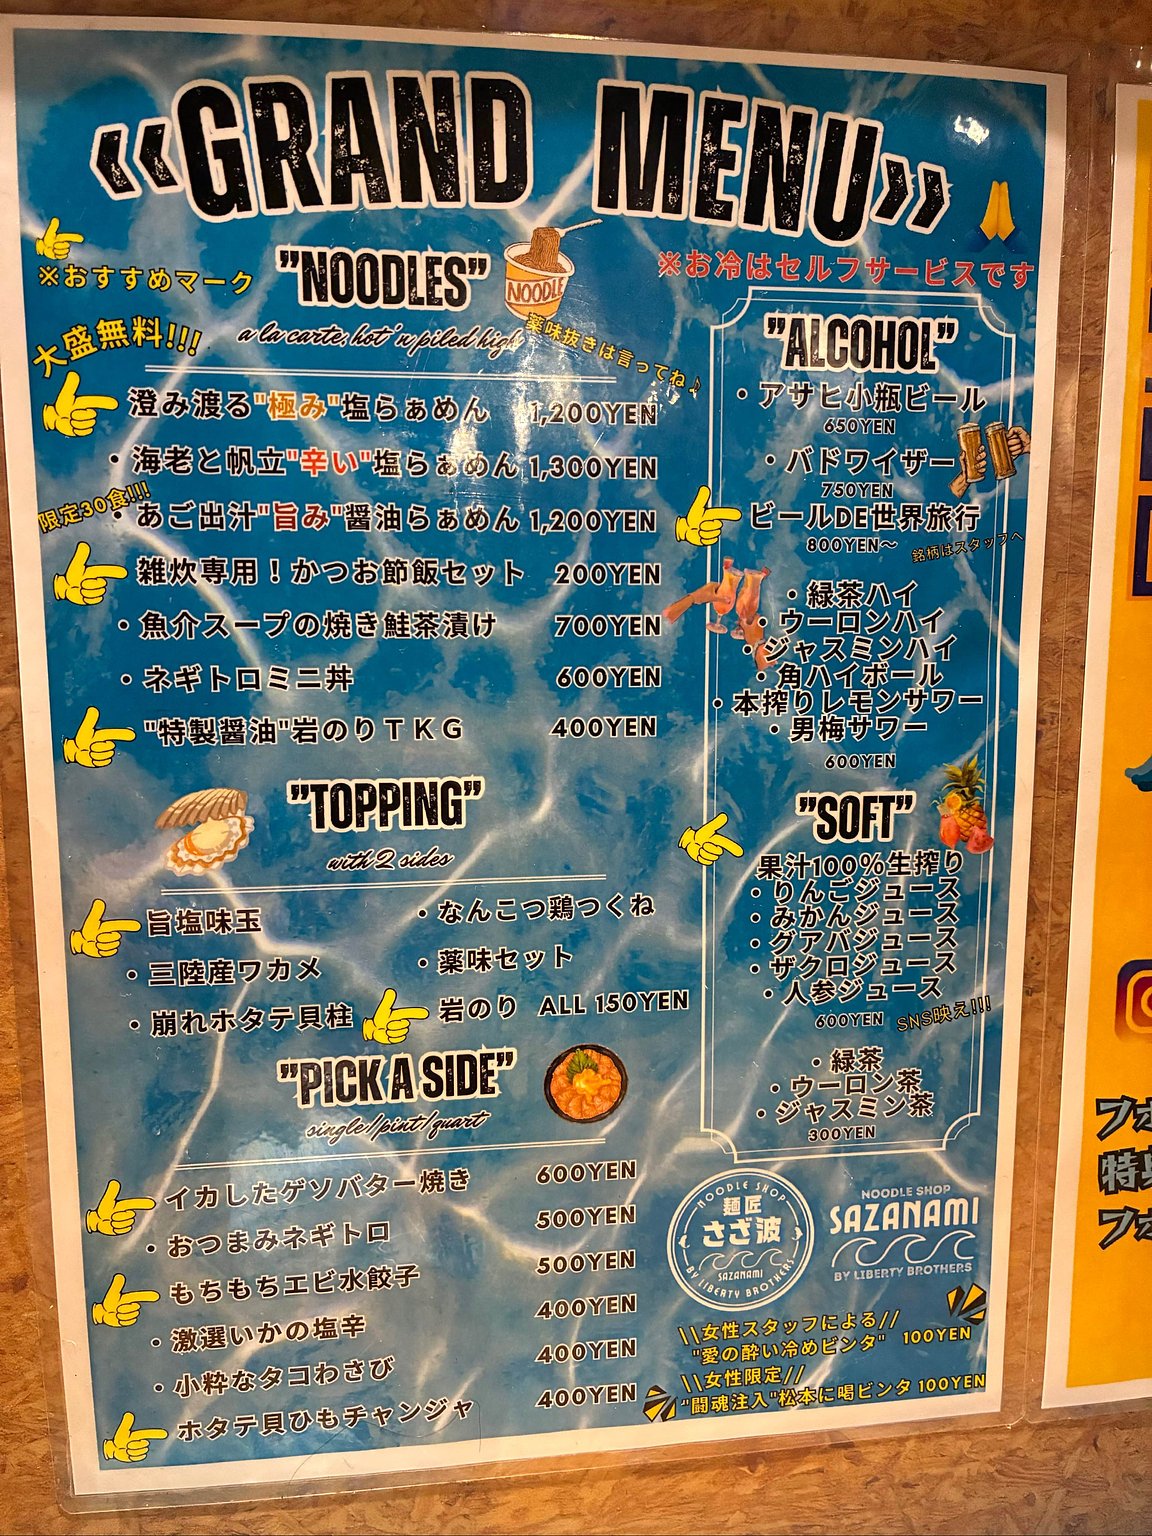 «GRAND MENU»
※おすすめマーク
"NOODLES"
NOODLE
※お冷はセルフサービスです
大盛無料!!!
a la carte, hot'n piled high
薬味抜きは言ってね♪
澄み渡る"極み"塩らぁめん 1,200YEN
・海老と帆立"辛い"塩らぁめん 1,300YEN
限定30食!!!
・あご出汁"旨み"醤油らぁめん 1,200YEN
雑炊専用！かつお節飯セット 200YEN
・魚介スープの焼き鮭茶漬け 700YEN
・ネギトロミニ丼 600YEN
"特製醤油"岩のりTKG 400YEN
"TOPPING"
with 2 sides
旨塩味玉
・なんこつ鶏つくね
・三陸産ワカメ
・薬味セット
・崩れホタテ貝柱
岩のり ALL 150YEN
"PICK A SIDE"
single/pint/quart
イカしたゲソバター焼き 600YEN
・おつまみネギトロ 500YEN
もちもちエビ水餃子 500YEN
・激選いかの塩辛 400YEN
・小粋なタコわさび 400YEN
ホタテ貝ひもチャンジャ 400YEN
"ALCOHOL"
・アサヒ小瓶ビール
650YEN
・バドワイザー
750YEN
ビールDE世界旅行
800YEN〜
銘柄はスタッフへ
・緑茶ハイ
・ウーロンハイ
・ジャスミンハイ
・角ハイボール
・本搾りレモンサワー
・男梅サワー
600YEN
"SOFT"
果汁100%生搾り
・りんごジュース
・みかんジュース
・グアバジュース
・ザクロジュース
・人参ジュース
600YEN
SNS映え!!!
・緑茶
・ウーロン茶
・ジャスミン茶
300YEN
NOODLE SHOP
麺匠
さざ波
SAZANAMI
BY LIBERTY BROTHERS
NOODLE SHOP
SAZANAMI
BY LIBERTY BROTHERS
\\女性スタッフによる//
"愛の酔い冷めビンタ" 100YEN
\\女性限定//
"闘魂注入"松本に喝ビンタ 100YEN
フォ
特
フォ